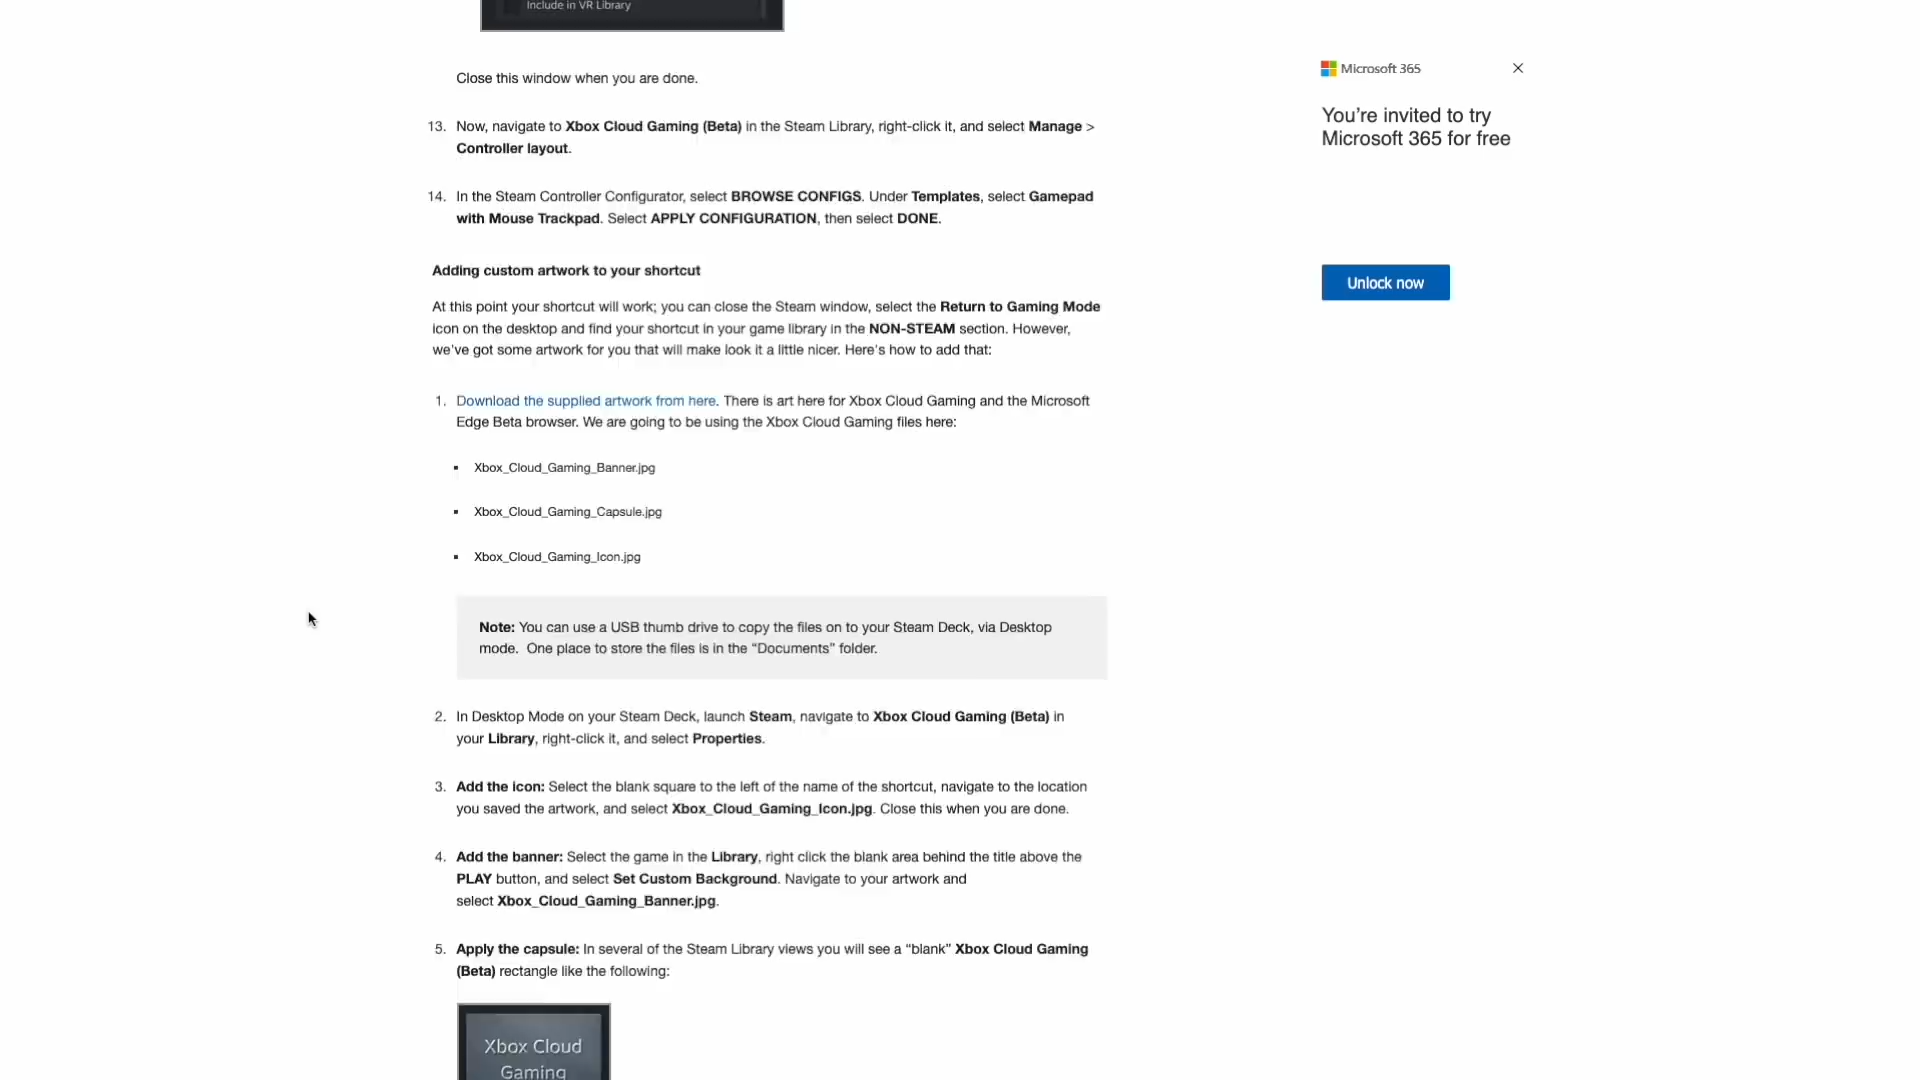 Include in VR Library
Close this window when you are done.
13. Now, navigate to Xbox Cloud Gaming (Beta) in the Steam Library, right-click it, and select Manage >
Controller layout.
14. In the Steam Controller Configurator, select BROWSE CONFIGS. Under Templates, select Gamepad
with Mouse Trackpad. Select APPLY CONFIGURATION, then select DONE.
Adding custom artwork to your shortcut
At this point your shortcut will work; you can close the Steam window, select the Return to Gaming Mode
icon on the desktop and find your shortcut in your game library in the NON-STEAM section. However,
we've got some artwork for you that will make look it a little nicer. Here's how to add that:
1. Download the supplied artwork from here. There is art here for Xbox Cloud Gaming and the Microsoft
Edge Beta browser. We are going to be using the Xbox Cloud Gaming files here:
▪ Xbox_Cloud_Gaming_Banner.jpg
▪ Xbox_Cloud_Gaming_Capsule.jpg
▪ Xbox_Cloud_Gaming_Icon.jpg
Note: You can use a USB thumb drive to copy the files on to your Steam Deck, via Desktop
mode. One place to store the files is in the “Documents” folder.
2. In Desktop Mode on your Steam Deck, launch Steam, navigate to Xbox Cloud Gaming (Beta) in
your Library, right-click it, and select Properties.
3. Add the icon: Select the blank square to the left of the name of the shortcut, navigate to the location
you saved the artwork, and select Xbox_Cloud_Gaming_Icon.jpg. Close this when you are done.
4. Add the banner: Select the game in the Library, right click the blank area behind the title above the
PLAY button, and select Set Custom Background. Navigate to your artwork and
select Xbox_Cloud_Gaming_Banner.jpg.
5. Apply the capsule: In several of the Steam Library views you will see a “blank” Xbox Cloud Gaming
(Beta) rectangle like the following:
Xbox Cloud
Gaming
Microsoft 365
You’re invited to try
Microsoft 365 for free
Unlock now